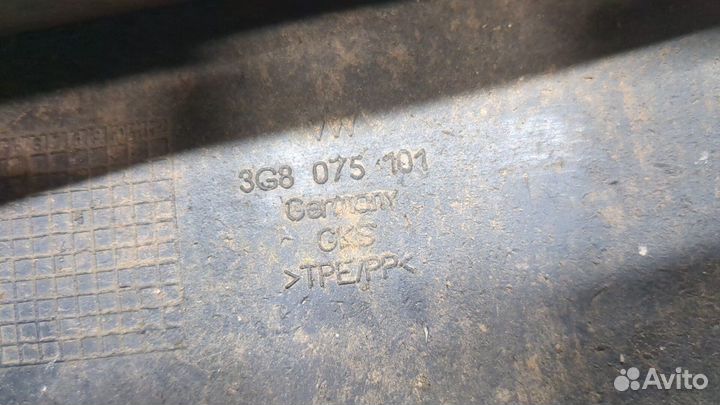 VW
3G8 075 101
Germany
CKS
>TPE/PP<
Avito